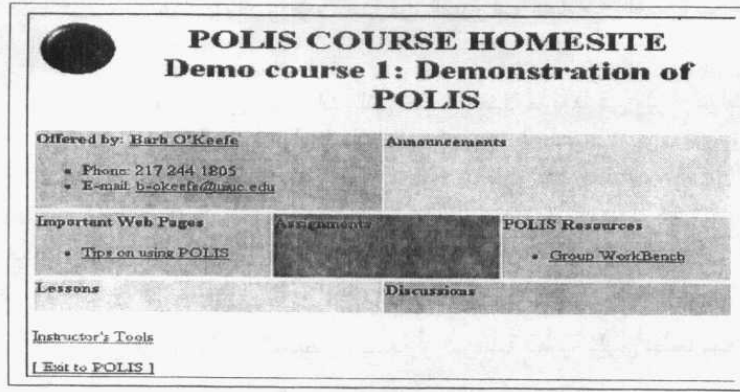 POLIS COURSE HOMESITE
Demo course 1: Demonstration of
POLIS
Offered by: Barb O'Keefe
Phone: 217 244 1805
E-mail: b-okeefe@uiuc.edu
Announcements
Important Web Pages
Tips on using POLIS
Assignments
POLIS Resources
Group WorkBench
Lessons
Discussions
Instructor's Tools
[ Exit to POLIS ]